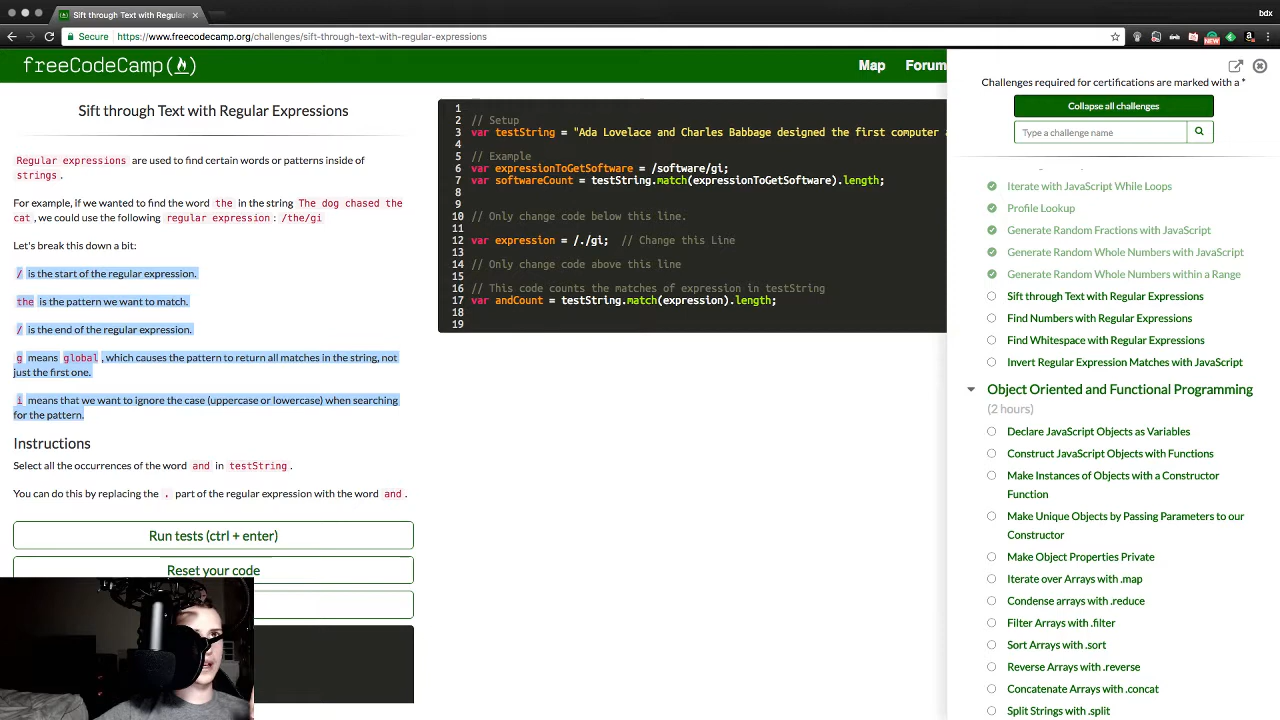 Sift through Text with Regular
bdx
Secure
https://www.freecodecamp.org/challenges/sift-through-text-with-regular-expressions
NEW
freeCodeCamp
Map
Forum
Sift through Text with Regular Expressions
Regular expressions are used to find certain words or patterns inside of
strings.
For example, if we wanted to find the word the in the string The dog chased the
cat, we could use the following regular expression: /the/gi
Let's break this down a bit:
/ is the start of the regular expression.
the is the pattern we want to match.
/ is the end of the regular expression.
g means global, which causes the pattern to return all matches in the string, not
just the first one.
i means that we want to ignore the case (uppercase or lowercase) when searching
for the pattern.
Instructions
Select all the occurrences of the word and in testString.
You can do this by replacing the . part of the regular expression with the word and.
Run tests (ctrl + enter)
Reset your code
1
2 // Setup
3 var testString = "Ada Lovelace and Charles Babbage designed the first computer a
4
5 // Example
6 var expressionToGetSoftware = /software/gi;
7 var softwareCount = testString.match(expressionToGetSoftware).length;
8
9
10 // Only change code below this line.
11
12 var expression = /./gi;  // Change this Line
13
14 // Only change code above this line
15
16 // This code counts the matches of expression in testString
17 var andCount = testString.match(expression).length;
18
19
Challenges required for certifications are marked with a *
Collapse all challenges
Type a challenge name
Iterate with JavaScript While Loops
Profile Lookup
Generate Random Fractions with JavaScript
Generate Random Whole Numbers with JavaScript
Generate Random Whole Numbers within a Range
Sift through Text with Regular Expressions
Find Numbers with Regular Expressions
Find Whitespace with Regular Expressions
Invert Regular Expression Matches with JavaScript
Object Oriented and Functional Programming
(2 hours)
Declare JavaScript Objects as Variables
Construct JavaScript Objects with Functions
Make Instances of Objects with a Constructor
Function
Make Unique Objects by Passing Parameters to our
Constructor
Make Object Properties Private
Iterate over Arrays with .map
Condense arrays with .reduce
Filter Arrays with .filter
Sort Arrays with .sort
Reverse Arrays with .reverse
Concatenate Arrays with .concat
Split Strings with .split